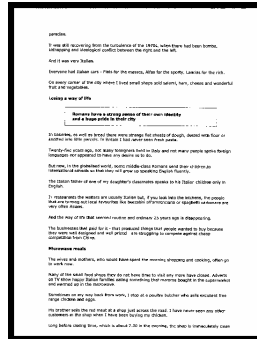 paradise.
It was still recovering from the turbulence of the 1970s, when there had been bombs,
kidnapping and ideological conflict between the right and the left.
And it was very Italian.
Everyone had Italian cars - Fiats for the masses, Alfas for the sporty, Lancias for the rich.
On every corner of the city where I lived small shops sold salami, ham, cheeses and wonderful
fruit and vegetables.
Losing a way of life
Romans have a strong sense of their own identity
and a huge pride in their city
In bakeries, as well as bread there were strange flat sheets of dough, dusted with flour or
another with little parcels. In Britain I had never seen fresh pasta.
Twenty-five years ago, not many foreigners lived in Italy and not many people spoke foreign
languages nor appeared to have any desire to do so.
But now, in the globalised world, some middle-class Romans send their children to
international schools so that they will grow up speaking English fluently.
The Italian father of one of my daughter's classmates speaks to his Italian children only in
English.
In restaurants the waiters are usually Italian but, if you look into the kitchen, the people
that are turning out local favourites like bucatini all'amatriciana or spaghetti carbonara are
very often Asians.
And the way of life that seemed routine and ordinary 25 years ago is disappearing.
The businesses that paid for it - that produced things that people wanted to buy because
they were well designed and well priced - are struggling to compete against cheap
competition from China.
Microwave meals
The wives and mothers, who would have spent the morning shopping and cooking, often go
to work now.
Many of the small food shops they do not have time to visit any more have closed. Adverts
on TV show happy families eating something that mamma bought in the supermarket
and warmed up in the microwave.
Sometimes on my way back from work, I stop at a poultry butcher who sells excellent free
range chicken and eggs.
His brother sells the red meat at a shop just across the road. I have never seen any other
customers in the shop when I have been buying my chicken.
Long before closing time, which is about 7.30 in the evening, the shop is immaculately clean